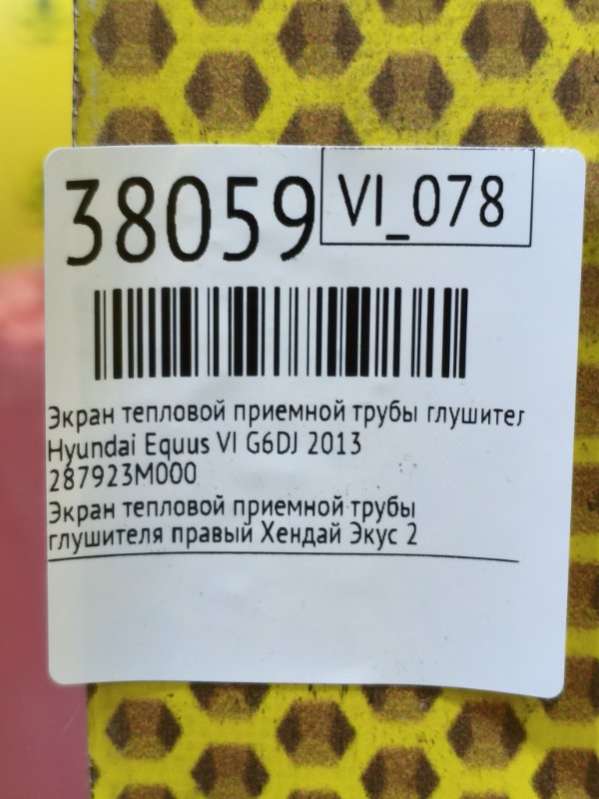 38059
VI_078
Экран тепловой приемной трубы глушител
Hyundai Equus VI G6DJ 2013
287923M000
Экран тепловой приемной трубы
глушителя правый Хендай Экус 2